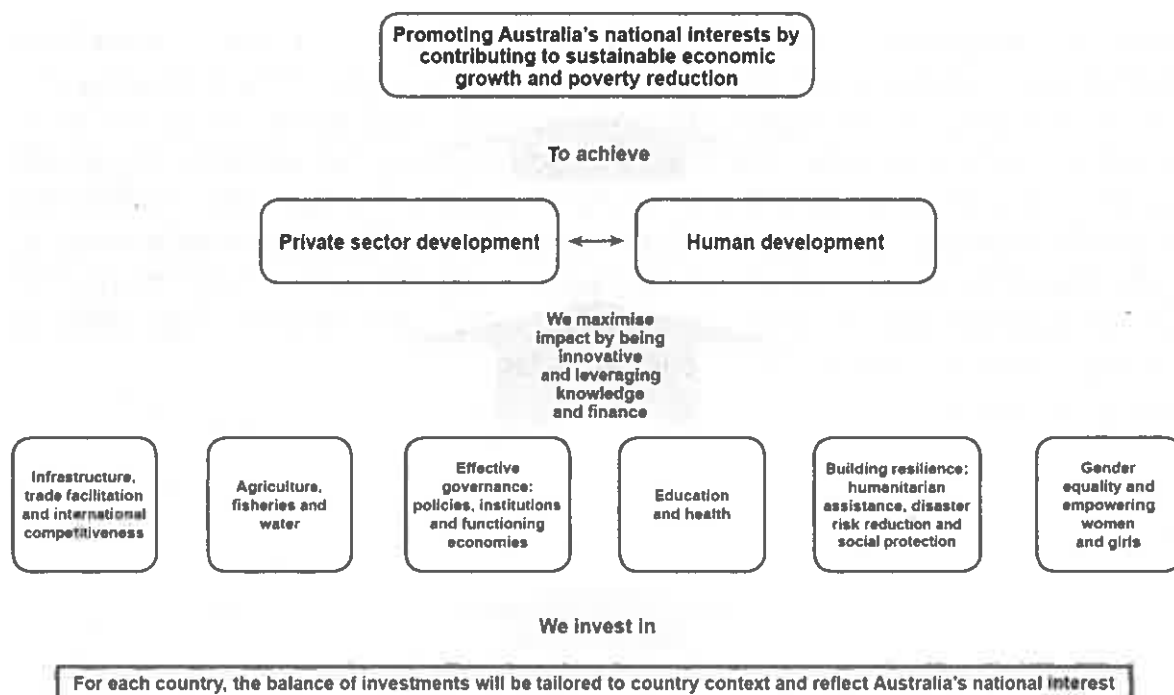 Promoting Australia's national interests by
contributing to sustainable economic
growth and poverty reduction
To achieve
Private sector development
Human development
We maximise
impact by being
innovative
and leveraging
knowledge
and finance
Infrastructure,
trade facilitation
and international
competitiveness
Agriculture,
fisheries and
water
Effective
governance:
policies, institutions
and functioning
economies
Education
and health
Building resilience:
humanitarian
assistance, disaster
risk reduction and
social protection
Gender
equality and
empowering
women
and girls
We invest in
For each country, the balance of investments will be tailored to country context and reflect Australia's national interest